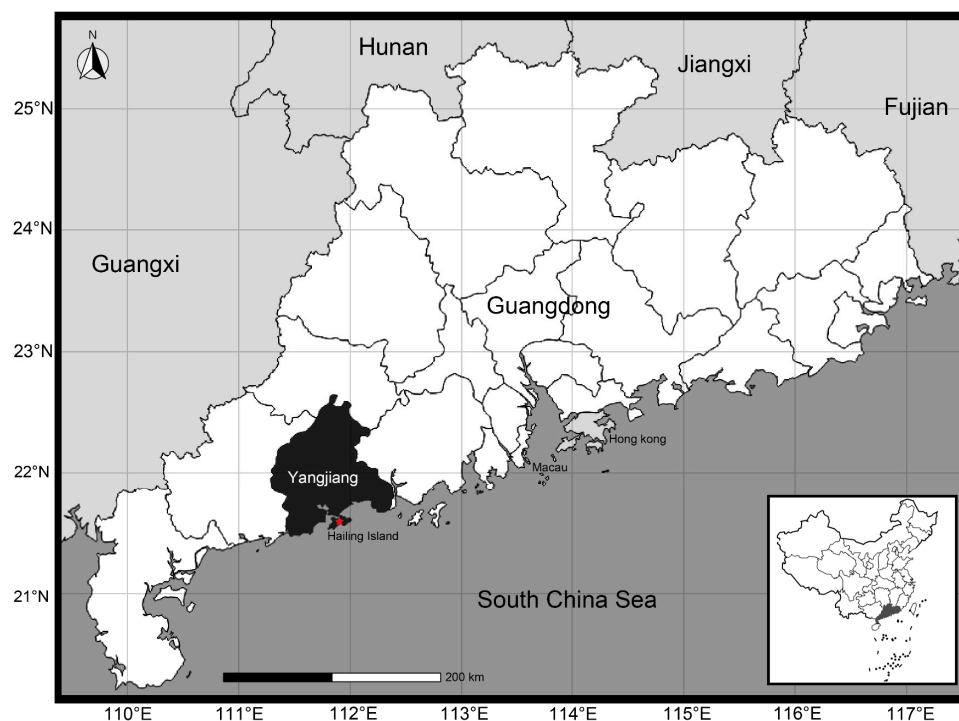 N
Hunan
Jiangxi
Fujian
25°N
24°N
Guangxi
Guangdong
23°N
Hong kong
Macau
22°N
Yangjiang
Hailing Island
21°N
South China Sea
200 km
110°E
111°E
112°E
113°E
114°E
115°E
116°E
117°E